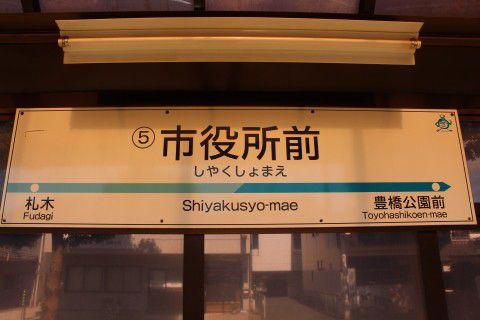 ⑤市役所前
しやくしょまえ
札木
Fudagi
Shiyakusyo-mae
豊橋公園前
Toyohashikoen-mae